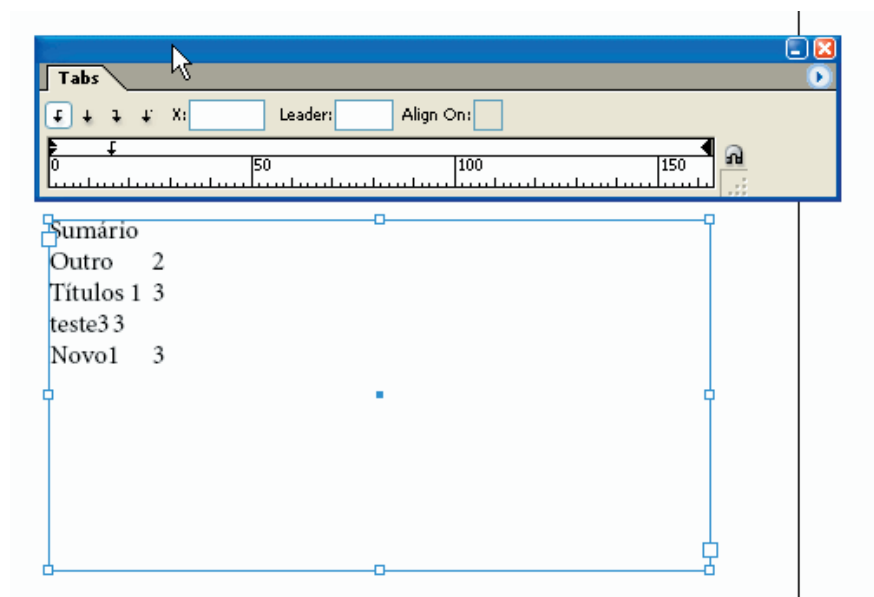 Tabs
X: Leader: Align On:
0 50 100 150
Sumário
Outro 2
Títulos 1 3
teste3 3
Novo1 3